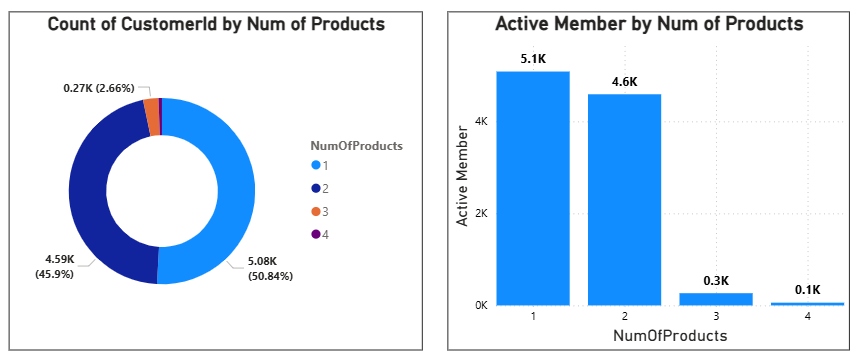 Count of CustomerId by Num of Products
0.27K (2.66%)
4.59K
(45.9%)
5.08K
(50.84%)
NumOfProducts
1
2
3
4
Active Member by Num of Products
Active Member
4K
2K
0K
5.1K
4.6K
0.3K
0.1K
1
2
3
4
NumOfProducts